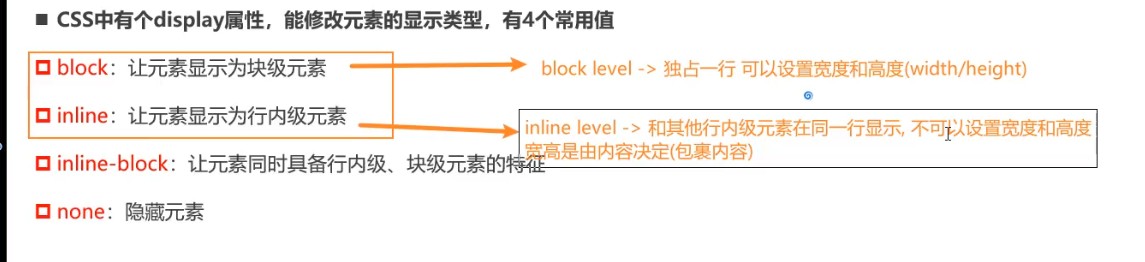 CSS中有个display属性，能修改元素的显示类型，有4个常用值
block：让元素显示为块级元素
block level -> 独占一行 可以设置宽度和高度(width/height)
inline：让元素显示为行内级元素
inline level -> 和其他行内级元素在同一行显示, 不可以设置宽度和高度
宽高是由内容决定(包裹内容)
inline-block：让元素同时具备行内级、块级元素的特征
none：隐藏元素